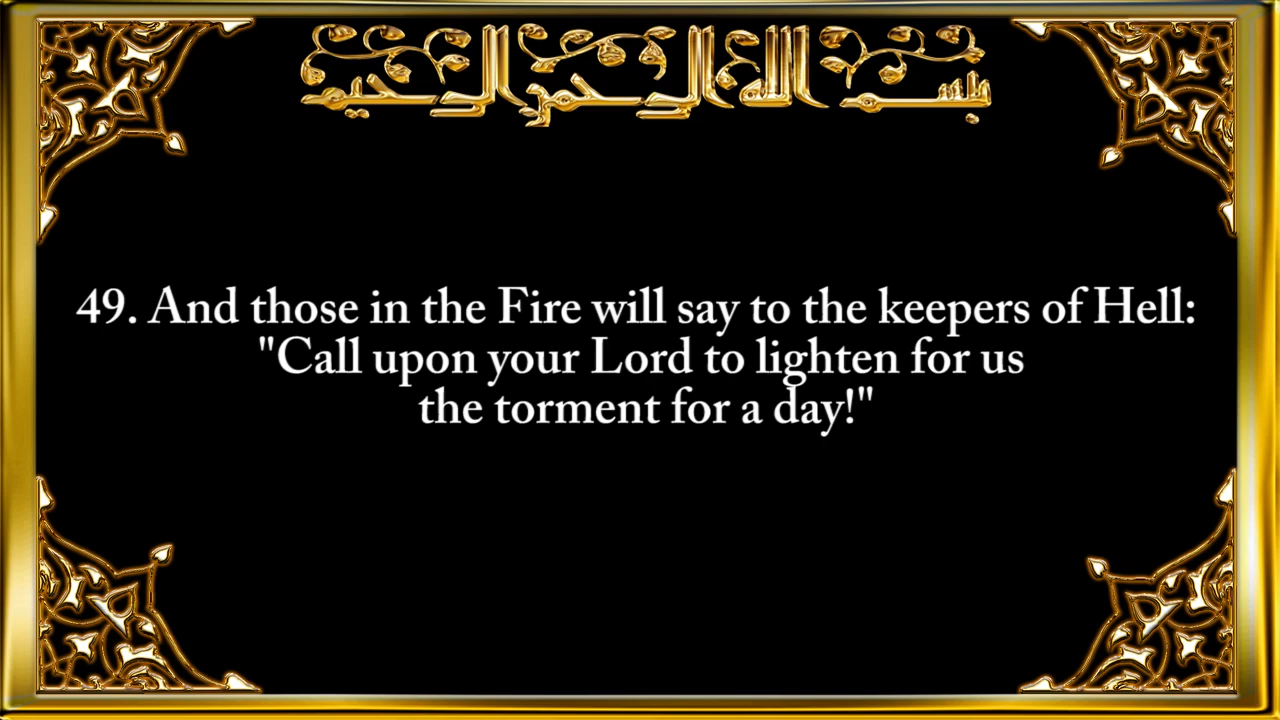 بسم الله الرحمن الرحيم
49. And those in the Fire will say to the keepers of Hell:
"Call upon your Lord to lighten for us
the torment for a day!"